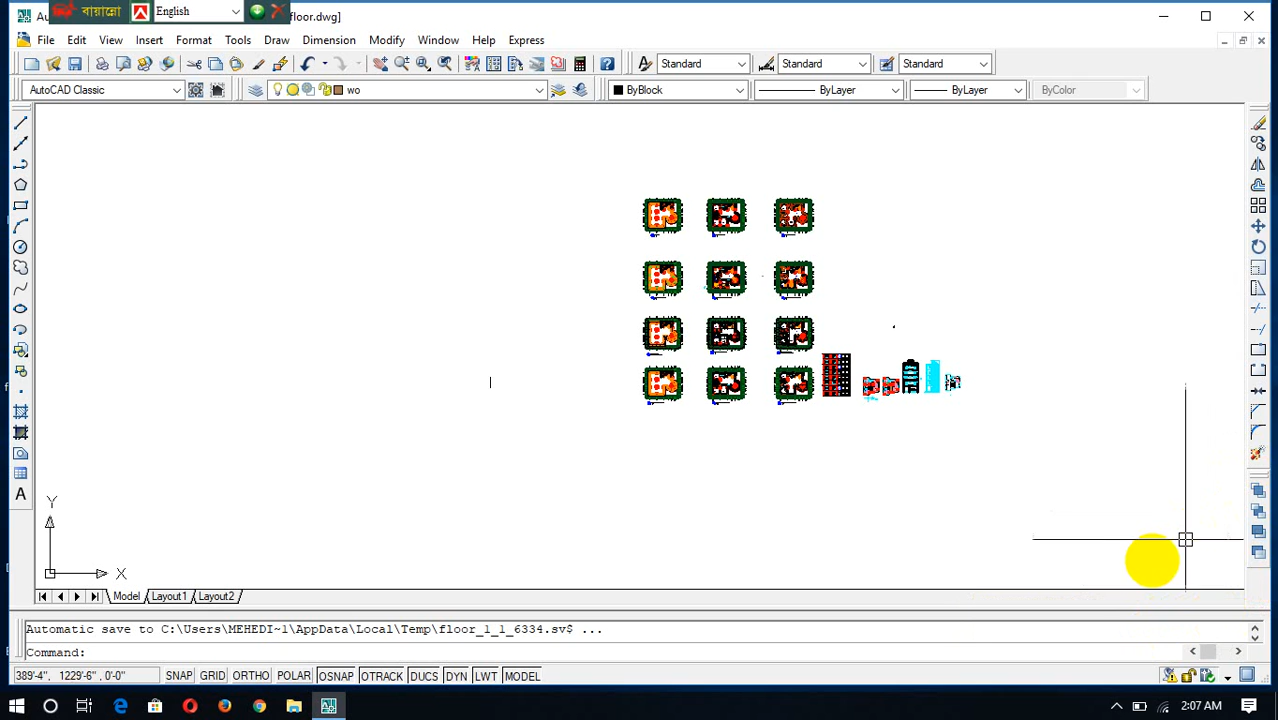 Au
বায়ান্নো
English
floor.dwg]
File Edit View Insert Format Tools Draw Dimension Modify Window Help Express
Standard Standard Standard
AutoCAD Classic wo ByBlock ByLayer ByLayer ByColor
Y
X
Model Layout1 Layout2
Automatic save to C:\Users\MEHEDI~1\AppData\Local\Temp\floor_1_1_6334.sv$ ...
Command:
389'-4", 1229'-6" , 0'-0" SNAP GRID ORTHO POLAR OSNAP OTRACK DUCS DYN LWT MODEL
2:07 AM